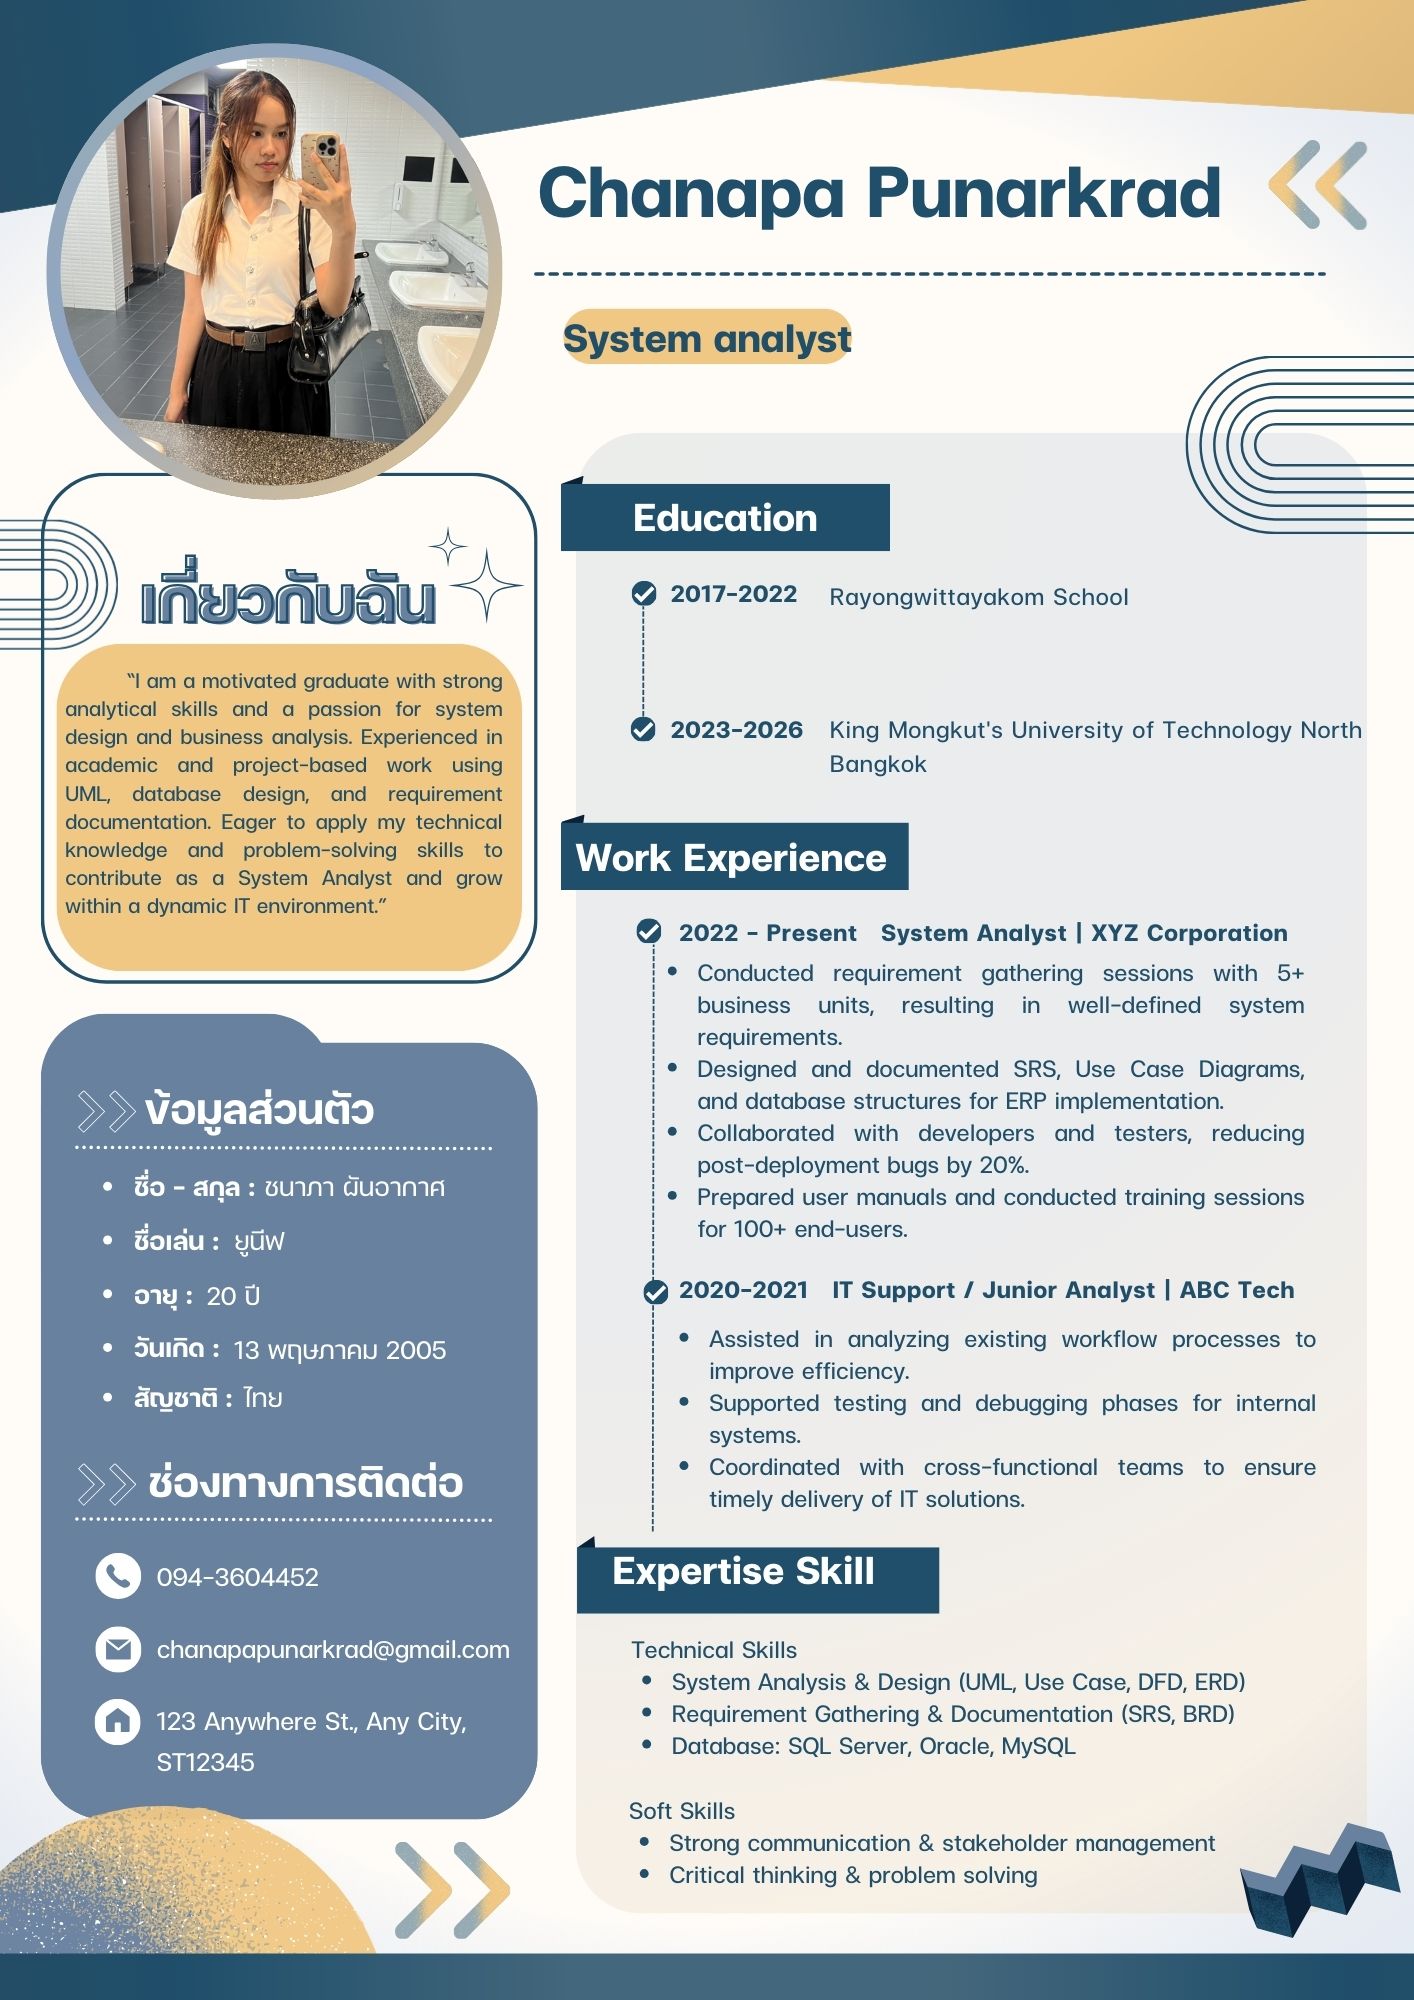 Chanapa Punarkrad
System analyst
เกี่ยวกับฉัน
“I am a motivated graduate with strong
analytical skills and a passion for system
design and business analysis. Experienced in
academic and project-based work using
UML, database design, and requirement
documentation. Eager to apply my technical
knowledge and problem-solving skills to
contribute as a System Analyst and grow
within a dynamic IT environment.”
ข้อมูลส่วนตัว
• ชื่อ - สกุล : ชนาภา ผันอากาศ
• ชื่อเล่น : ยูนีฟ
• อายุ : 20 ปี
• วันเกิด : 13 พฤษภาคม 2005
• สัญชาติ : ไทย
ช่องทางการติดต่อ
094-3604452
chanapapunarkrad@gmail.com
123 Anywhere St., Any City,
ST12345
Education
2017-2022 Rayongwittayakom School
2023-2026 King Mongkut's University of Technology North
Bangkok
Work Experience
2022 - Present System Analyst | XYZ Corporation
• Conducted requirement gathering sessions with 5+
business units, resulting in well-defined system
requirements.
• Designed and documented SRS, Use Case Diagrams,
and database structures for ERP implementation.
• Collaborated with developers and testers, reducing
post-deployment bugs by 20%.
• Prepared user manuals and conducted training sessions
for 100+ end-users.
2020-2021 IT Support / Junior Analyst | ABC Tech
• Assisted in analyzing existing workflow processes to
improve efficiency.
• Supported testing and debugging phases for internal
systems.
• Coordinated with cross-functional teams to ensure
timely delivery of IT solutions.
Expertise Skill
Technical Skills
• System Analysis & Design (UML, Use Case, DFD, ERD)
• Requirement Gathering & Documentation (SRS, BRD)
• Database: SQL Server, Oracle, MySQL
Soft Skills
• Strong communication & stakeholder management
• Critical thinking & problem solving